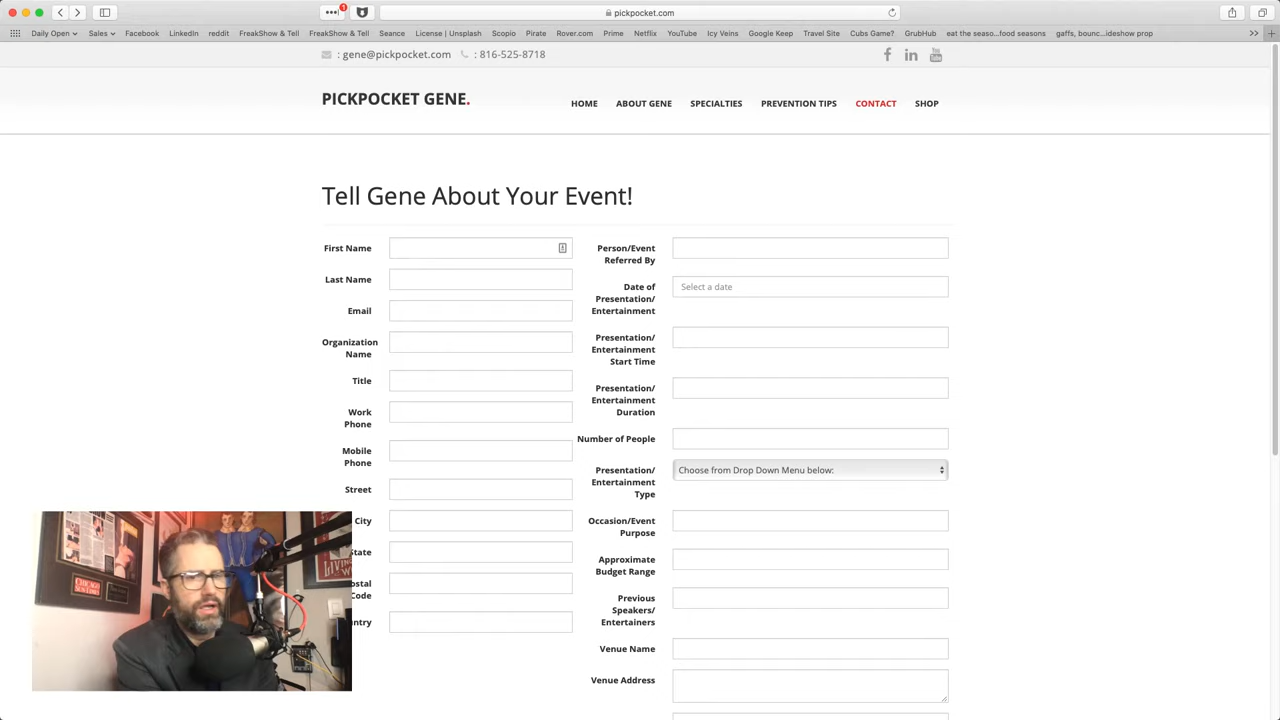 pickpocket.com
Daily Open Sales Facebook LinkedIn reddit FreakShow & Tell FreakShow & Tell Seance License | Unsplash Scopio Pirate Rover.com Prime Netflix YouTube Icy Veins Google Keep Travel Site Cubs Game? GrubHub eat the seaso...food seasons gaffs, bounc...ideshow prop
: gene@pickpocket.com : 816-525-8718
PICKPOCKET GENE.
HOME ABOUT GENE SPECIALTIES PREVENTION TIPS CONTACT SHOP
Tell Gene About Your Event!
First Name
Last Name
Email
Organization
Name
Title
Work
Phone
Mobile
Phone
Street
City
State
ostal
Code
untry
Person/Event
Referred By
Date of
Presentation/
Entertainment
Select a date
Presentation/
Entertainment
Start Time
Presentation/
Entertainment
Duration
Number of People
Presentation/
Entertainment
Type
Choose from Drop Down Menu below:
Occasion/Event
Purpose
Approximate
Budget Range
Previous
Speakers/
Entertainers
Venue Name
Venue Address
CHICAGO
SUN-TIMES